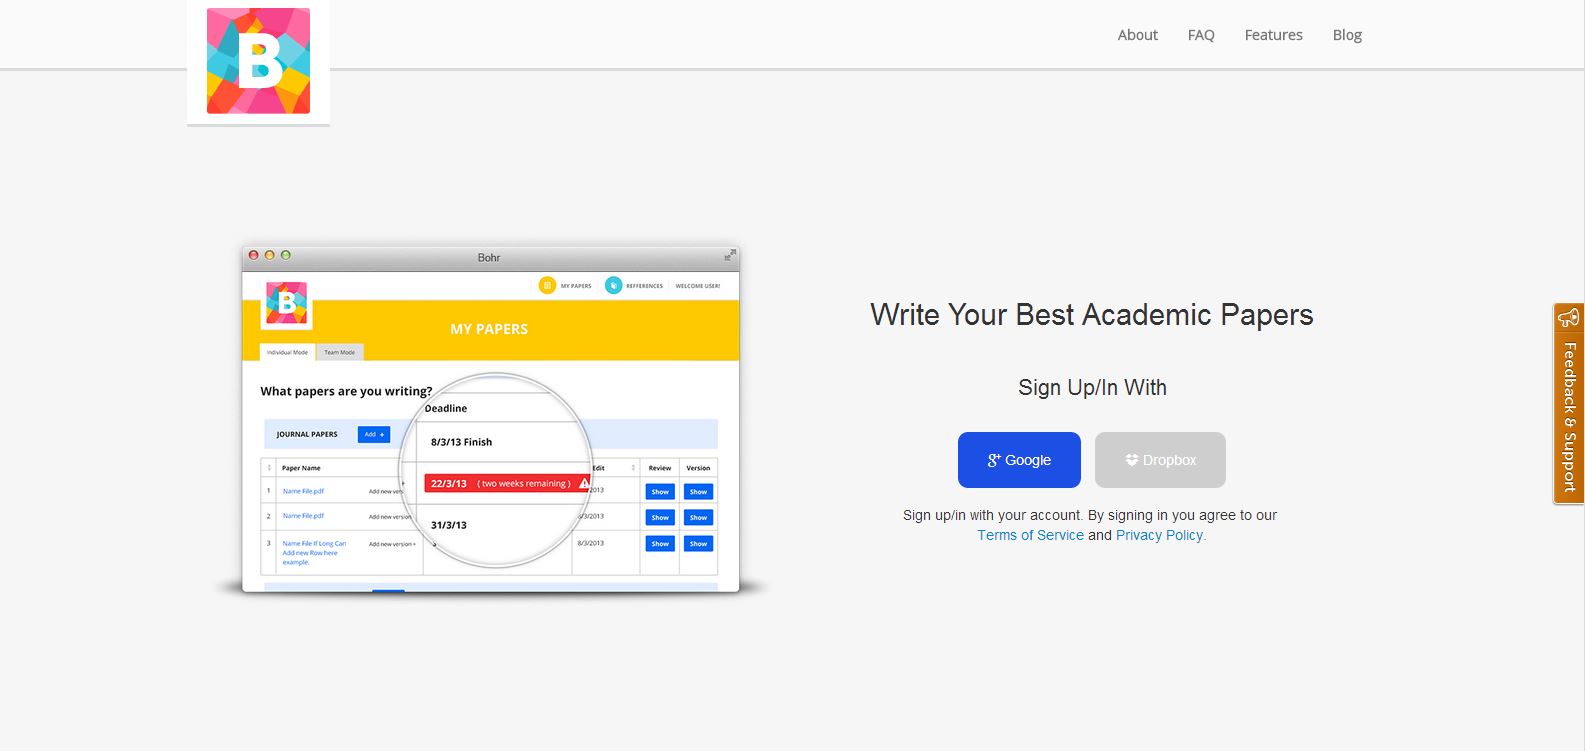 B
About FAQ Features Blog
Bohr
B
MY PAPERS REFFERENCES WELCOME USER!
MY PAPERS
Individual Mode Team Mode
What papers are you writing?
Deadline
JOURNAL PAPERS Add +
8/3/13 Finish
Paper Name Edit Review Version
22/3/13 ( two weeks remaining )
1 Name File.pdf Add new vers 2013 Show Show
2 Name File.pdf Add new version 8/3/2013 Show Show
31/3/13
3 Name File If Long Can Add new version + 8/3/2013 Show Show
Add new Row here
example.
Write Your Best Academic Papers
Sign Up/In With
Google Dropbox
Sign up/in with your account. By signing in you agree to our
Terms of Service and Privacy Policy.
Feedback & Support